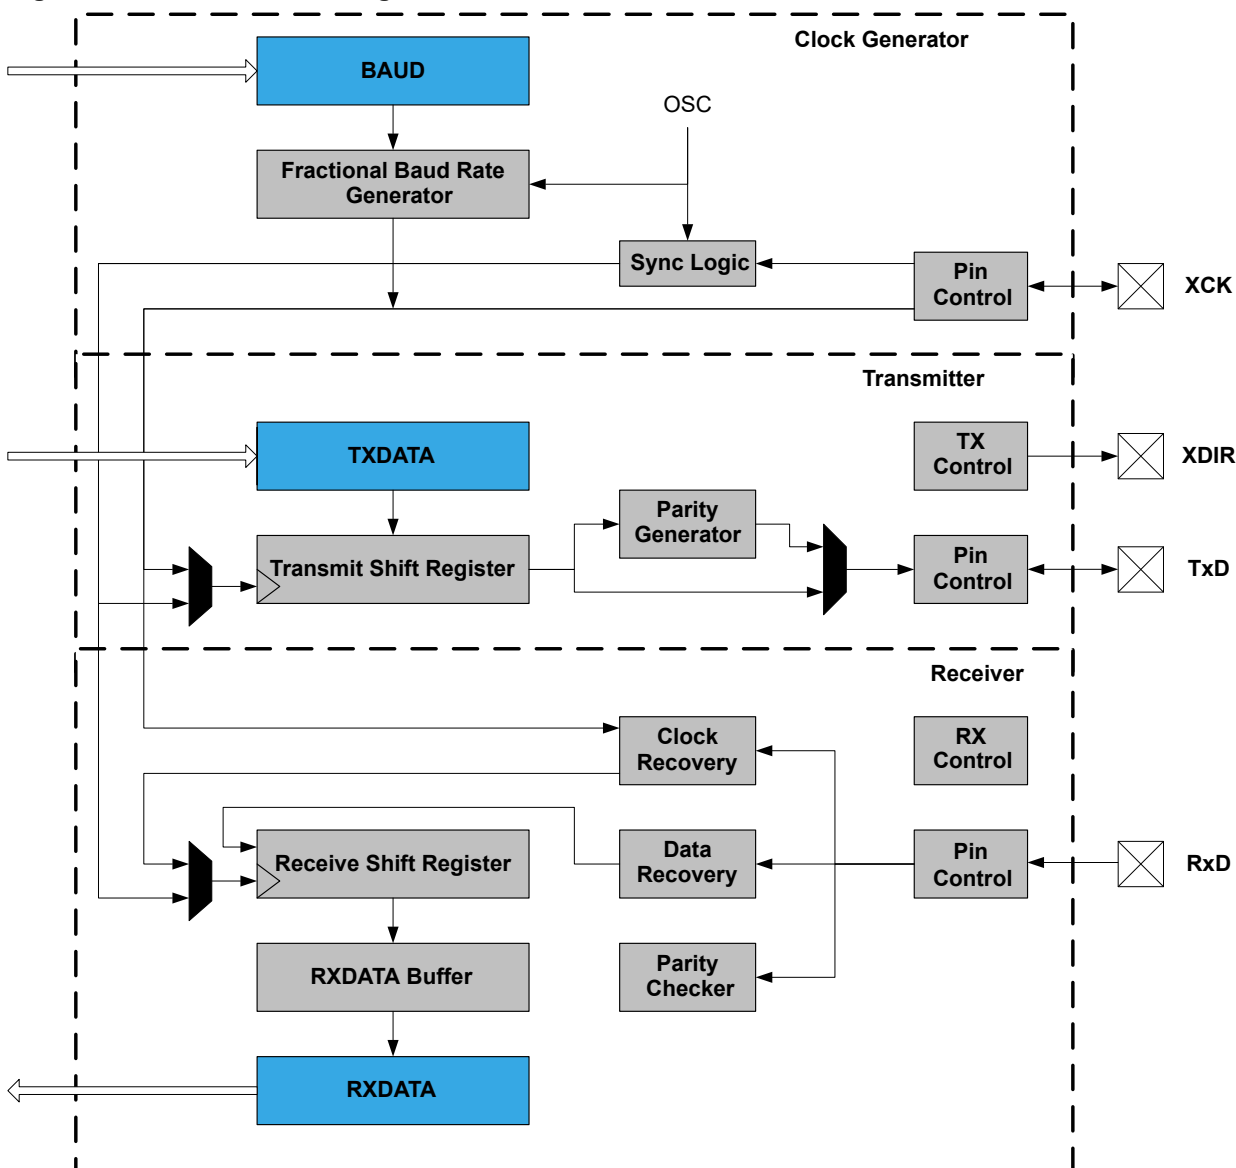 Clock Generator
BAUD
OSC
Fractional Baud Rate
Generator
Sync Logic
Pin
Control
XCK
Transmitter
TXDATA
TX
Control
XDIR
Parity
Generator
Transmit Shift Register
Pin
Control
TxD
Receiver
Clock
Recovery
RX
Control
Receive Shift Register
Data
Recovery
Pin
Control
RxD
RXDATA Buffer
Parity
Checker
RXDATA